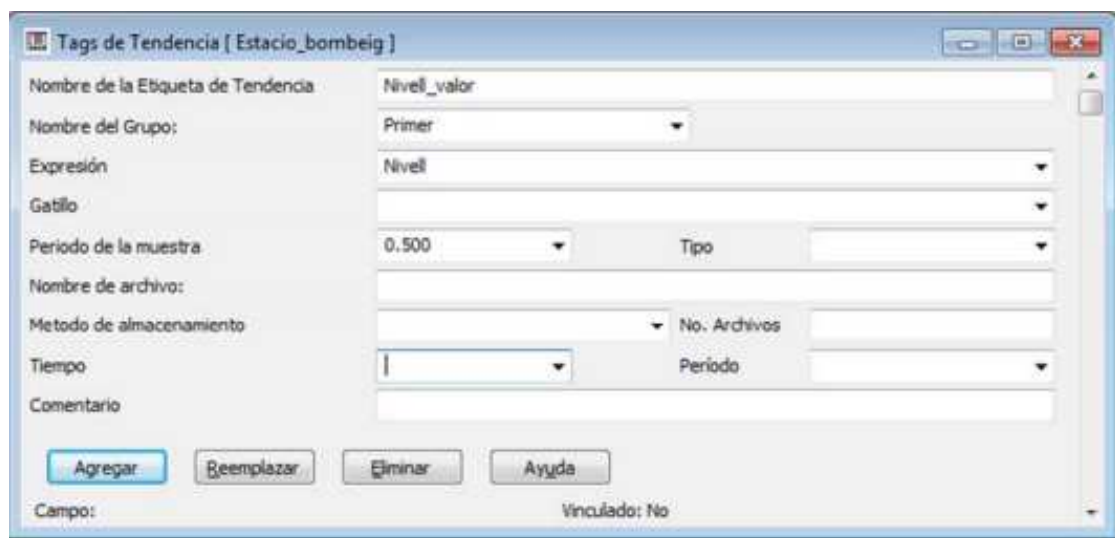 Tags de Tendencia [ Estacio_bombeig ]
Nombre de la Etiqueta de Tendencia Nivell_valor
Nombre del Grupo: Primer
Expresión Nivell
Gatillo
Periodo de la muestra 0.500 Tipo
Nombre de archivo:
Metodo de almacenamiento No. Archivos
Tiempo Período
Comentario
Agregar Reemplazar Eliminar Ayuda
Campo: Vinculado: No